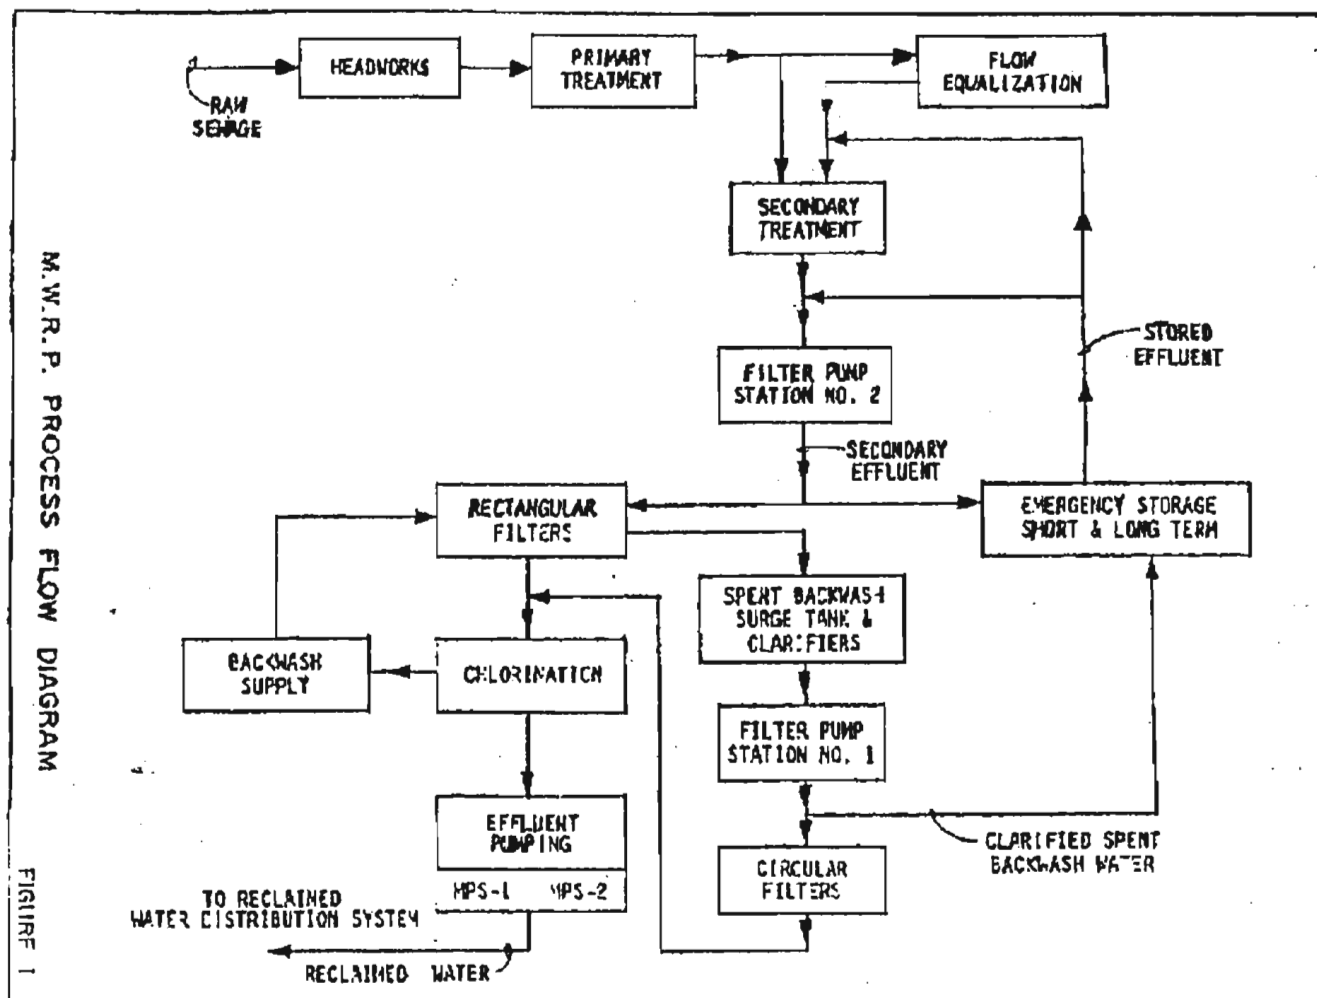 HEADWORKS
PRIMARY
TREATMENT
FLOW
EQUALIZATION
RAW
SEWAGE
SECONDARY
TREATMENT
STORED
EFFLUENT
FILTER PUMP
STATION NO. 2
SECONDARY
EFFLUENT
RECTANGULAR
FILTERS
EMERGENCY STORAGE
SHORT & LONG TERM
SPENT BACKWASH
SURGE TANK &
CLARIFIERS
BACKWASH
SUPPLY
CHLORINATION
FILTER PUMP
STATION NO. 1
EFFLUENT
PUMPING
MPS-1 MPS-2
CLARIFIED SPENT
BACKWASH WATER
CIRCULAR
FILTERS
TO RECLAINED
WATER DISTRIBUTION SYSTEM
RECLAIMED WATER
M.W.R.P. PROCESS FLOW DIAGRAM
FIGURE 1